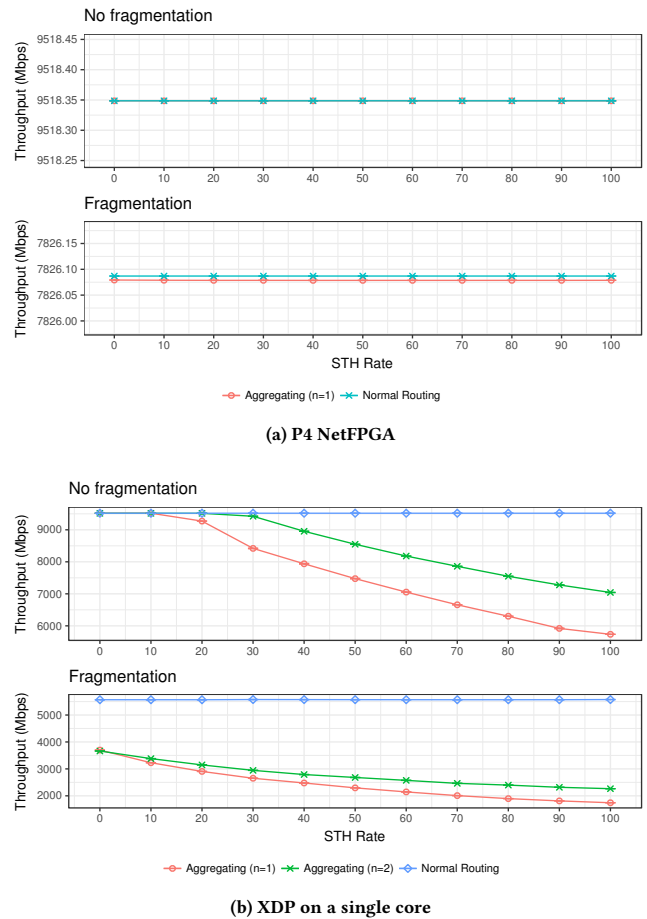 No fragmentation
Throughput (Mbps)
9518.45
9518.40
9518.35
9518.30
9518.25
0 10 20 30 40 50 60 70 80 90 100
Fragmentation
Throughput (Mbps)
7826.15
7826.10
7826.05
7826.00
0 10 20 30 40 50 60 70 80 90 100
STH Rate
Aggregating (n=1) Normal Routing
(a) P4 NetFPGA
No fragmentation
Throughput (Mbps)
9000
8000
7000
6000
0 10 20 30 40 50 60 70 80 90 100
Fragmentation
Throughput (Mbps)
5000
4000
3000
2000
0 10 20 30 40 50 60 70 80 90 100
STH Rate
Aggregating (n=1) Aggregating (n=2) Normal Routing
(b) XDP on a single core